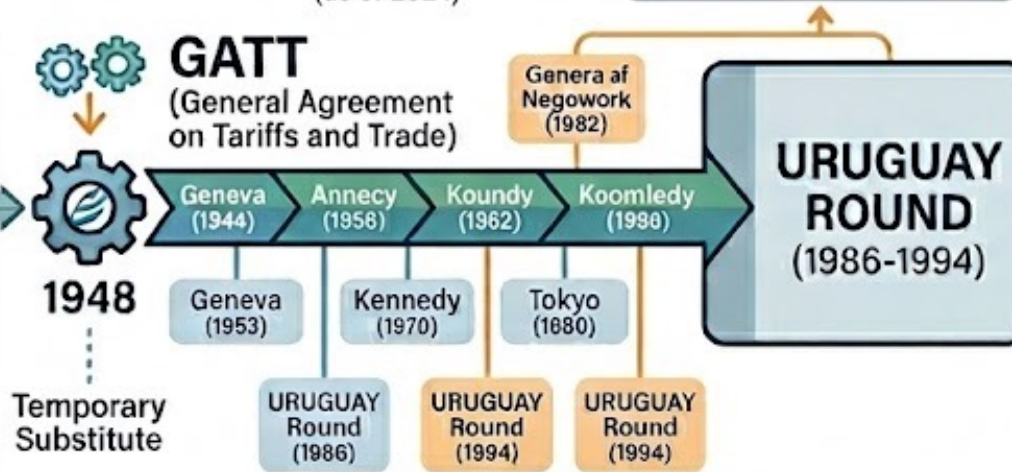 GATT
(General Agreement
on Tariffs and Trade)
Genera af
Negowork
(1982)
Geneva
(1944)
Annecy
(1956)
Koundy
(1962)
Koomledy
URUGUAY
ROUND
(1986-1994)
1948
Geneva
(1953)
Kennedy
(1970)
Tokyo
(1680)
Temporary
Substitute
URUGUAY
Round
(1986)
URUGUAY
Round
(1994)
URUGUAY
Round
(1994)